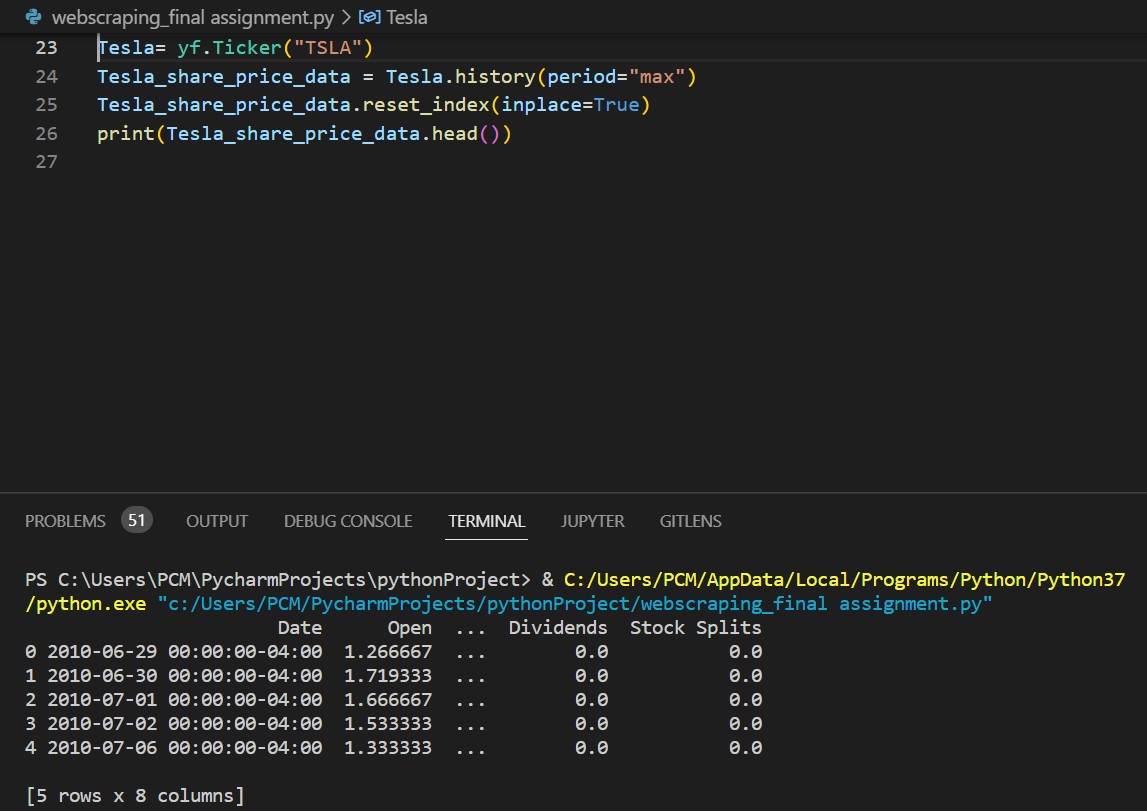 webscraping_final assignment.py > Tesla
23 Tesla= yf.Ticker("TSLA")
24 Tesla_share_price_data = Tesla.history(period="max")
25 Tesla_share_price_data.reset_index(inplace=True)
26 print(Tesla_share_price_data.head())
27
PROBLEMS 51 OUTPUT DEBUG CONSOLE TERMINAL JUPYTER GITLENS
PS C:\Users\PCM\PycharmProjects\pythonProject> & C:/Users/PCM/AppData/Local/Programs/Python/Python37
/python.exe "c:/Users/PCM/PycharmProjects/pythonProject/webscraping_final assignment.py"
Date Open ... Dividends Stock Splits
0 2010-06-29 00:00:00-04:00 1.266667 ... 0.0 0.0
1 2010-06-30 00:00:00-04:00 1.719333 ... 0.0 0.0
2 2010-07-01 00:00:00-04:00 1.666667 ... 0.0 0.0
3 2010-07-02 00:00:00-04:00 1.533333 ... 0.0 0.0
4 2010-07-06 00:00:00-04:00 1.333333 ... 0.0 0.0
[5 rows x 8 columns]